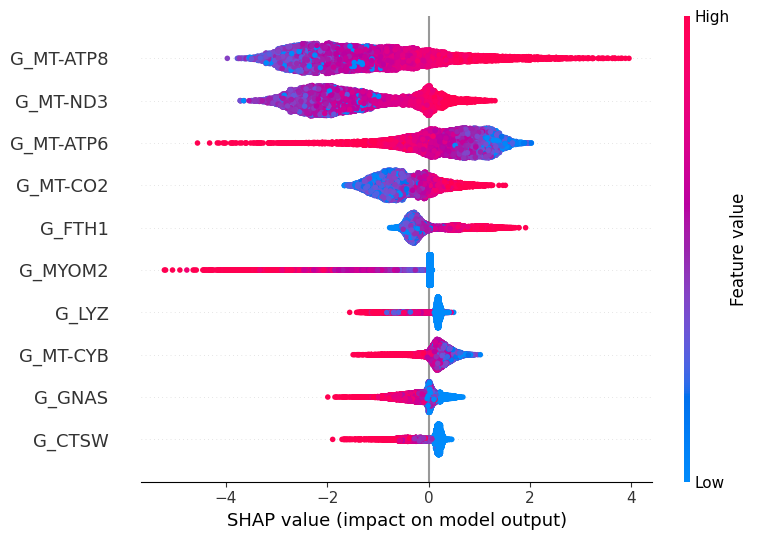 High
G_MT-ATP8
G_MT-ND3
G_MT-ATP6
G_MT-CO2
G_FTH1
G_MYOM2
G_LYZ
G_MT-CYB
G_GNAS
G_CTSW
Feature value
Low
−4 −2 0 2 4
SHAP value (impact on model output)